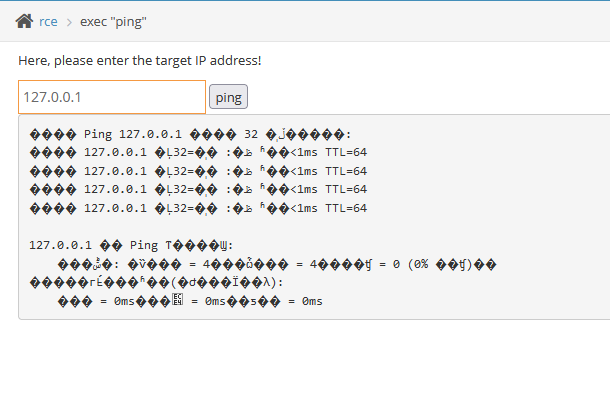 rce > exec "ping"
Here, please enter the target IP address!
127.0.0.1 ping
���� Ping 127.0.0.1 ���� 32 �ֽڵ�����:
���� 127.0.0.1 �Ļظ�: �ֽ�=32 ʱ��<1ms TTL=64
���� 127.0.0.1 �Ļظ�: �ֽ�=32 ʱ��<1ms TTL=64
���� 127.0.0.1 �Ļظ�: �ֽ�=32 ʱ��<1ms TTL=64
���� 127.0.0.1 �Ļظ�: �ֽ�=32 ʱ��<1ms TTL=64
127.0.0.1 �� Ping ͳ����Ϣ:
���ݰ�: �ѷ��� = 4���ѽ��� = 4����ʧ = 0 (0% ��ʧ)��
�����г̵Ĺ���ʱ��(�Ժ���Ϊ��λ):
��� = 0ms��� = 0ms��ƽ�� = 0ms